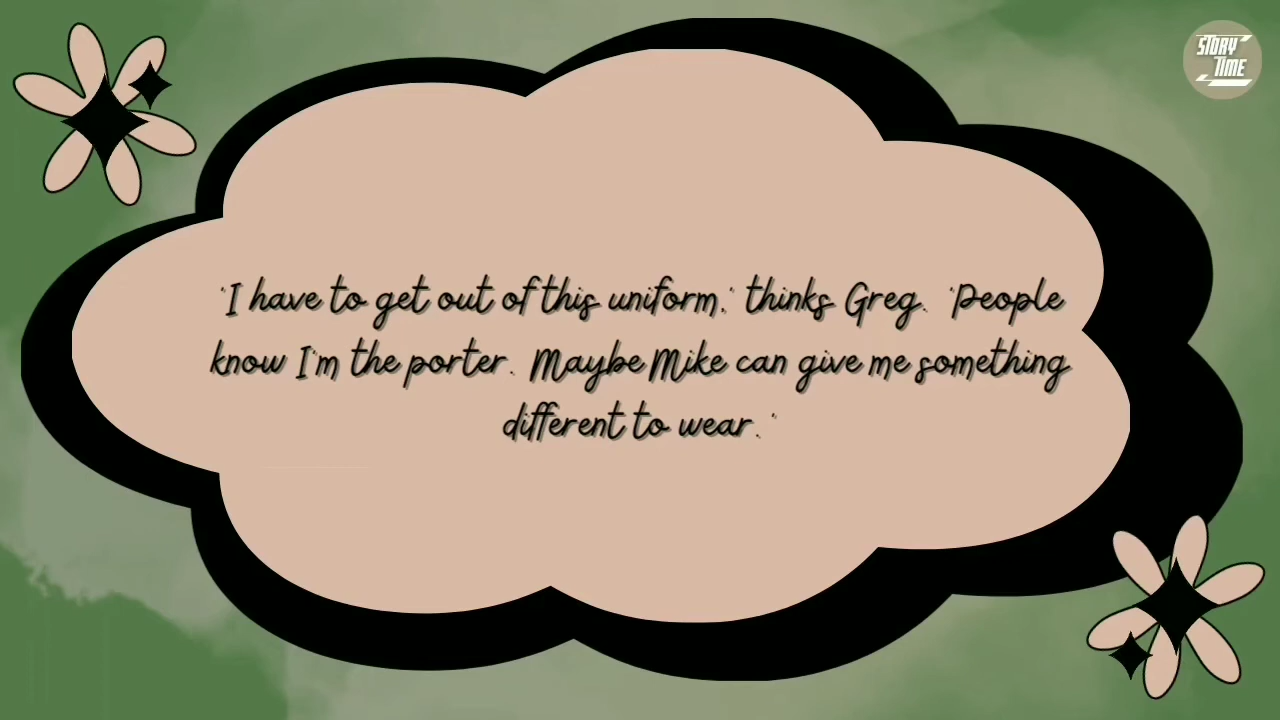 STORY
TIME
'I have to get out of this uniform,' thinks Greg. 'People
know I'm the porter. Maybe Mike can give me something
different to wear.'